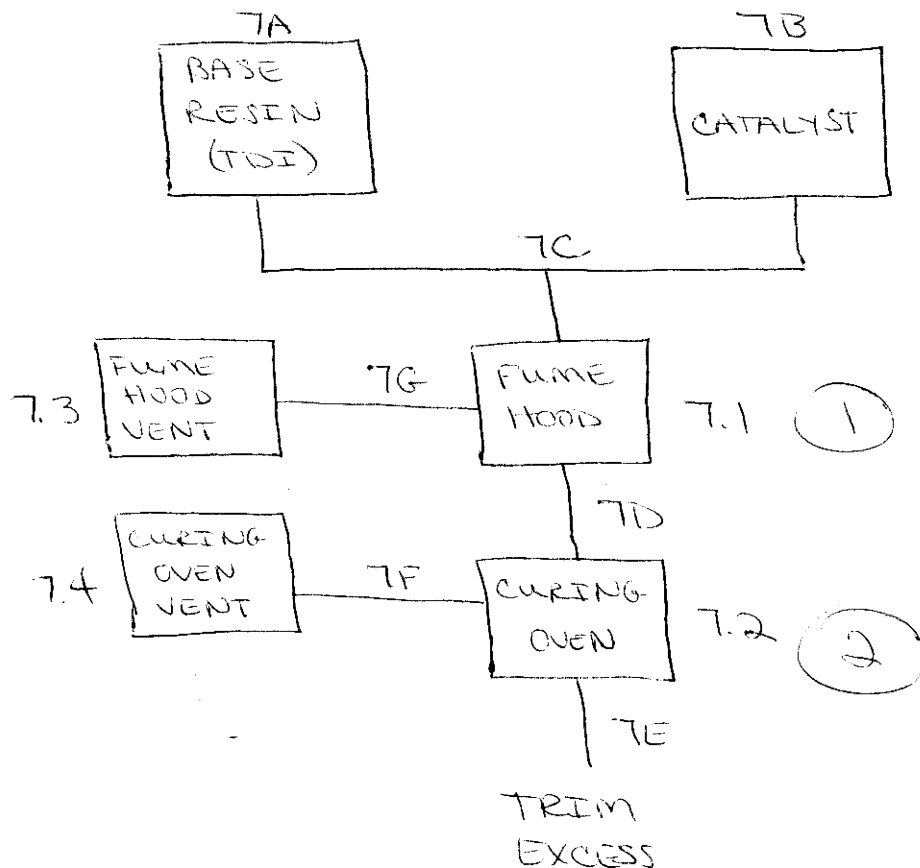 7A
7B
BASE
RESIN
(TDI)
CATALYST
7C
FUME
HOOD
VENT
7.3
7G
FUME
HOOD
7.1
1
7D
CURING
OVEN
VENT
7.4
7F
CURING
OVEN
7.2
2
7E
TRIM
EXCESS